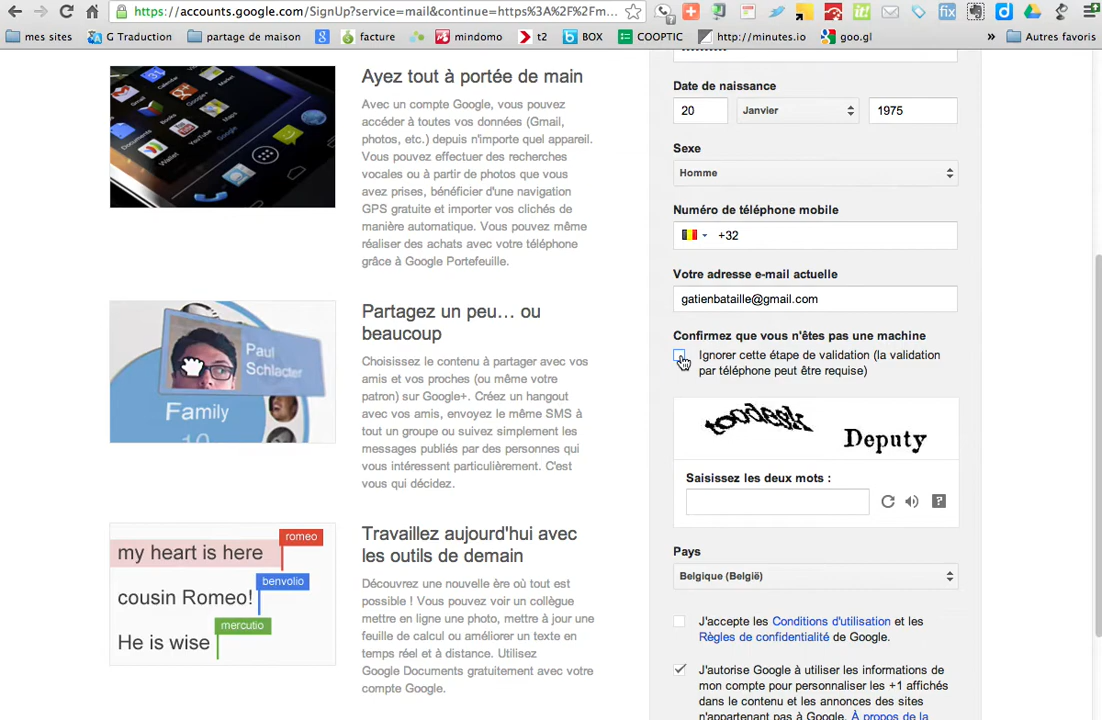 https://accounts.google.com/SignUp?service=mail&continue=https%3A%2F%2Fm...
mes sites
G Traduction
partage de maison
facture
mindomo
t2
BOX
COOPTIC
http://minutes.io
goo.gl
»
Autres favoris
Ayez tout à portée de main
Avec un compte Google, vous pouvez
accéder à toutes vos données (Gmail,
photos, etc.) depuis n'importe quel appareil.
Vous pouvez effectuer des recherches
vocales ou à partir de photos que vous
avez prises, bénéficier d'une navigation
GPS gratuite et importer vos clichés de
manière automatique. Vous pouvez même
réaliser des achats avec votre téléphone
grâce à Google Portefeuille.
Partagez un peu… ou
beaucoup
Choisissez le contenu à partager avec vos
amis et vos proches (ou même votre
patron) sur Google+. Créez un hangout
avec vos amis, envoyez le même SMS à
tout un groupe ou suivez simplement les
messages publiés par des personnes qui
vous intéressent particulièrement. C'est
vous qui décidez.
Paul
Schlacter
Family
10
Travaillez aujourd'hui avec
les outils de demain
Découvrez une nouvelle ère où tout est
possible ! Vous pouvez voir un collègue
mettre en ligne une photo, mettre à jour une
feuille de calcul ou améliorer un texte en
temps réel et à distance. Utilisez
Google Documents gratuitement avec votre
compte Google.
romeo
my heart is here
benvolio
cousin Romeo!
mercutio
He is wise
Date de naissance
20
Janvier
1975
Sexe
Homme
Numéro de téléphone mobile
+32
Votre adresse e-mail actuelle
gatienbataille@gmail.com
Confirmez que vous n'êtes pas une machine
Ignorer cette étape de validation (la validation
par téléphone peut être requise)
Deputy
Saisissez les deux mots :
Pays
Belgique (België)
J'accepte les Conditions d'utilisation et les
Règles de confidentialité de Google.
J'autorise Google à utiliser les informations de
mon compte pour personnaliser les +1 affichés
dans le contenu et les annonces des sites
n'appartenant pas à Google. À propos de la